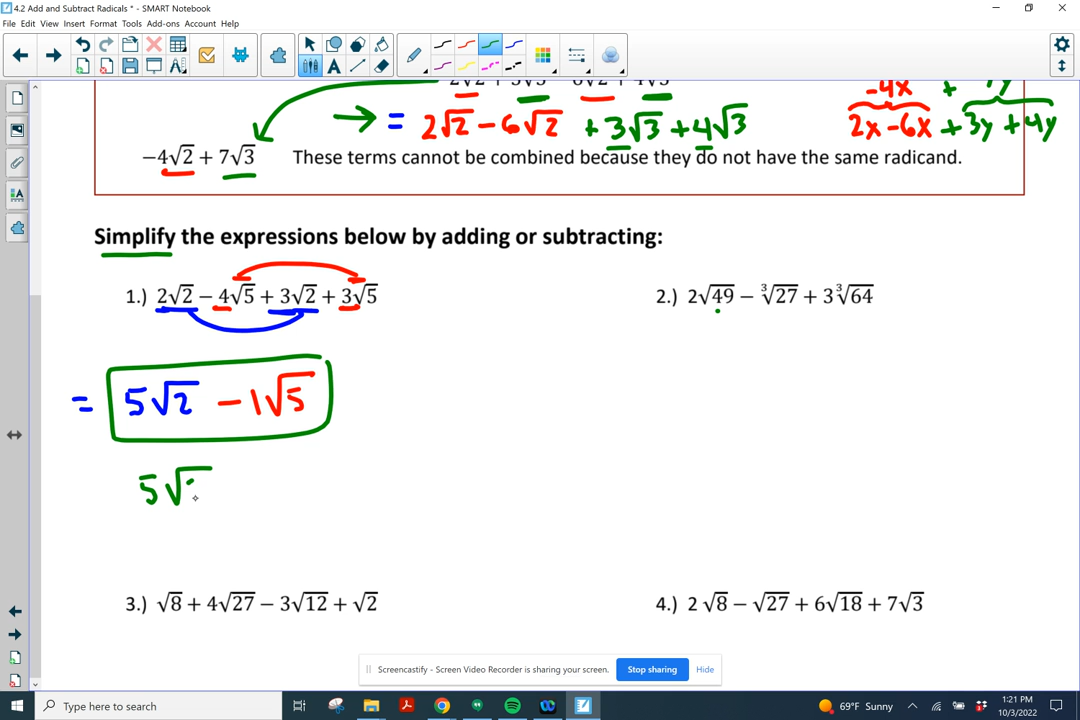 4.2 Add and Subtract Radicals * - SMART Notebook
File Edit View Insert Format Tools Add-ons Account Help
-4x +
→ = 2√2 - 6√2 + 3√3 + 4√3 2x - 6x + 3y + 4y
−4√2 + 7√3 These terms cannot be combined because they do not have the same radicand.
Simplify the expressions below by adding or subtracting:
1.) 2√2 − 4√5 + 3√2 + 3√5 2.) 2√49 − ∛27 + 3∛64
= 5√2 - 1√5
5√
3.) √8 + 4√27 − 3√12 + √2 4.) 2√8 − √27 + 6√18 + 7√3
Screencastify - Screen Video Recorder is sharing your screen. Stop sharing Hide
Type here to search 69°F Sunny 1:21 PM
10/3/2022